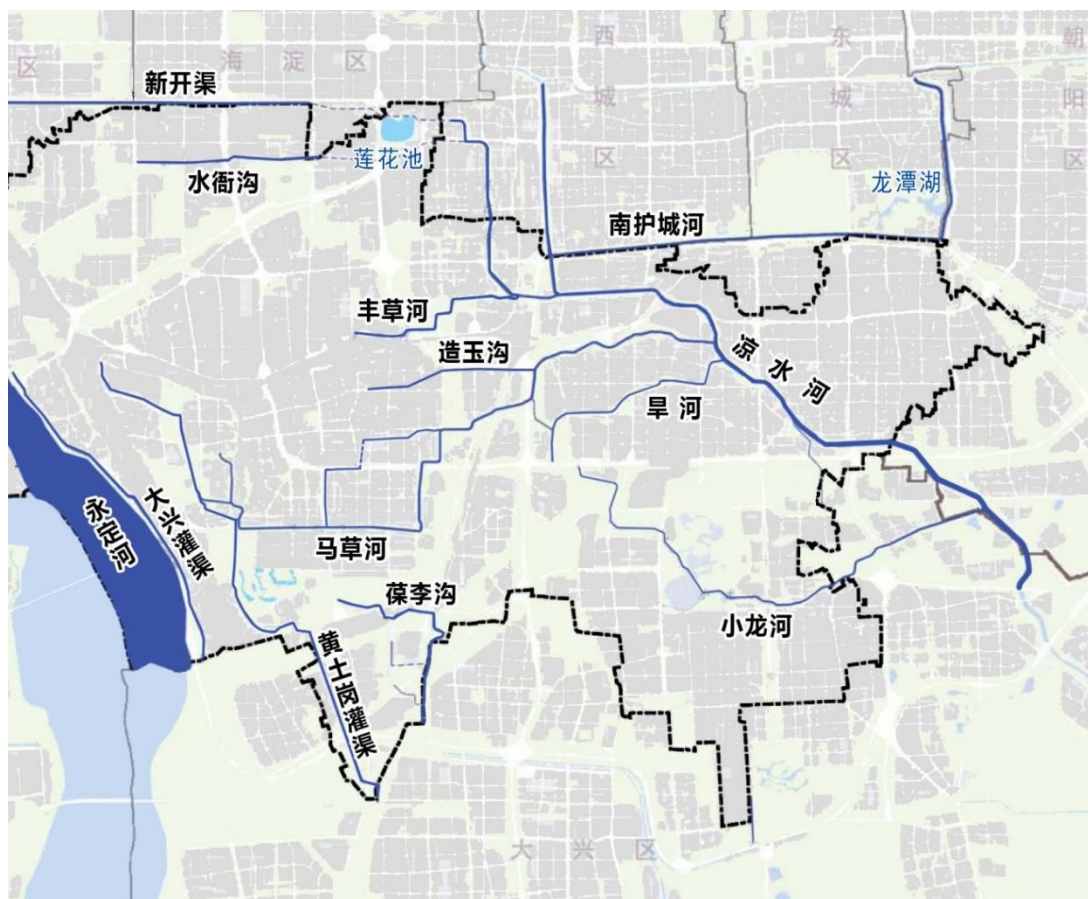 区
海淀区
西城区
东城区
朝阳区
新开渠
莲花池
水衙沟
龙潭湖
南护城河
丰草河
造玉沟
凉水河
旱河
永定河
大兴灌渠
马草河
葆李沟
小龙河
黄土岗灌渠
大兴区